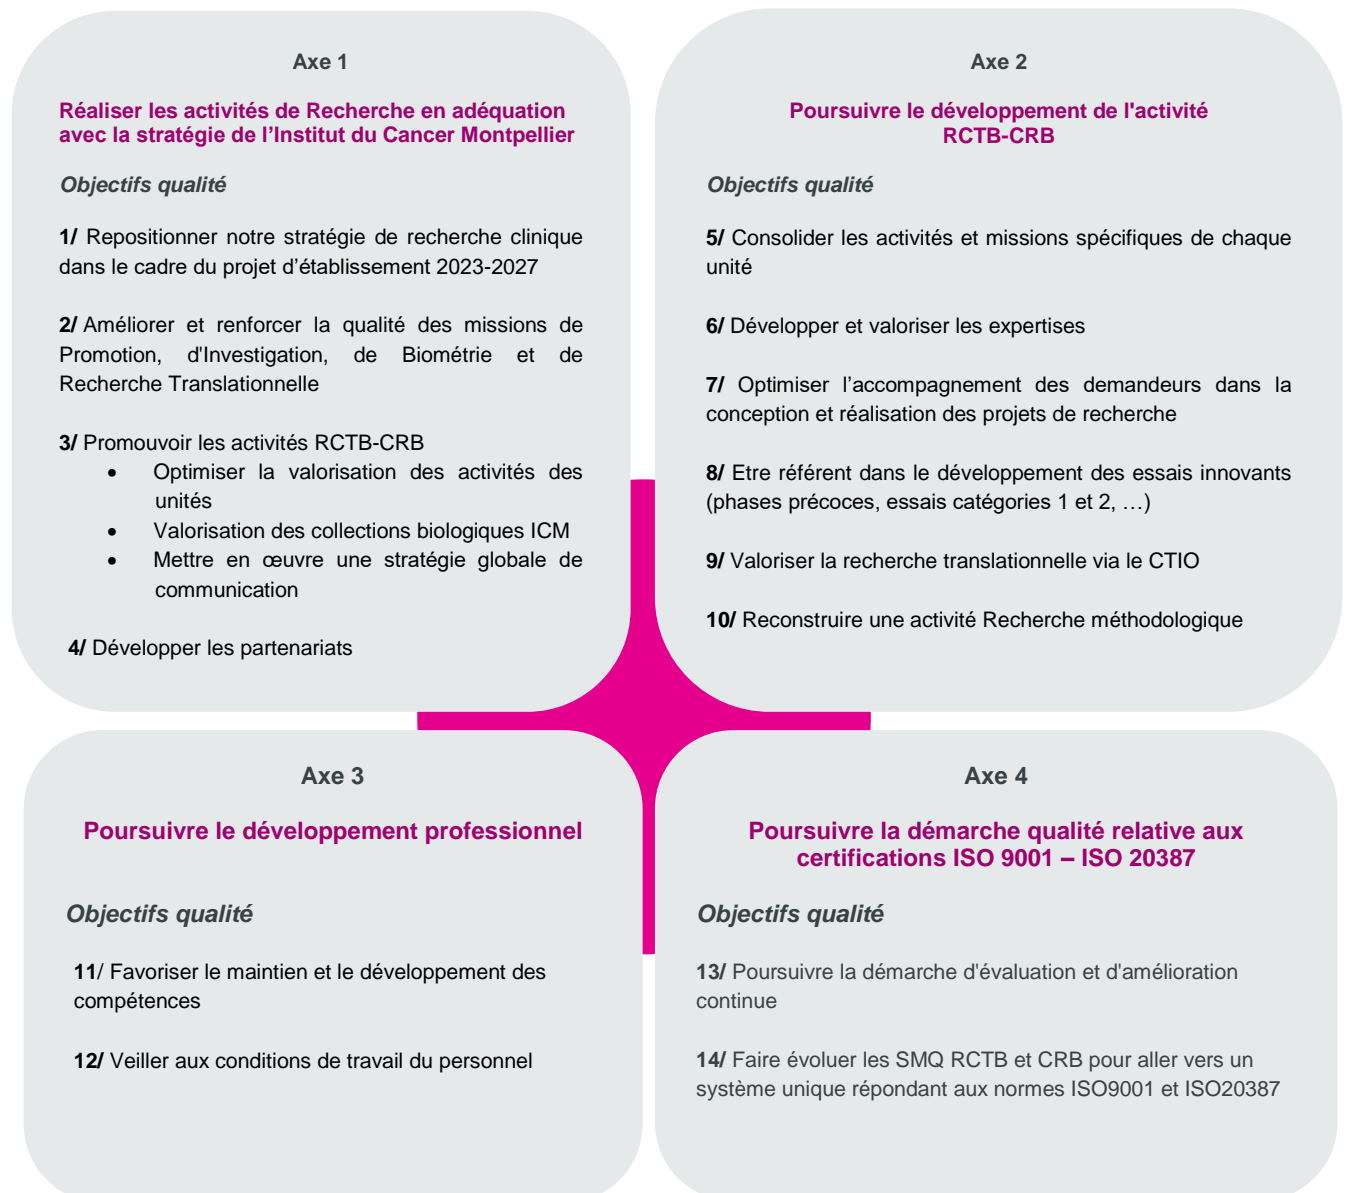 Axe 1
Réaliser les activités de Recherche en adéquation
avec la stratégie de l’Institut du Cancer Montpellier
Objectifs qualité
1/ Repositionner notre stratégie de recherche clinique
dans le cadre du projet d’établissement 2023-2027
2/ Améliorer et renforcer la qualité des missions de
Promotion, d'Investigation, de Biométrie et de
Recherche Translationnelle
3/ Promouvoir les activités RCTB-CRB
• Optimiser la valorisation des activités des
unités
• Valorisation des collections biologiques ICM
• Mettre en œuvre une stratégie globale de
communication
4/ Développer les partenariats
Axe 2
Poursuivre le développement de l'activité
RCTB-CRB
Objectifs qualité
5/ Consolider les activités et missions spécifiques de chaque
unité
6/ Développer et valoriser les expertises
7/ Optimiser l’accompagnement des demandeurs dans la
conception et réalisation des projets de recherche
8/ Etre référent dans le développement des essais innovants
(phases précoces, essais catégories 1 et 2, …)
9/ Valoriser la recherche translationnelle via le CTIO
10/ Reconstruire une activité Recherche méthodologique
Axe 3
Poursuivre le développement professionnel
Objectifs qualité
11/ Favoriser le maintien et le développement des
compétences
12/ Veiller aux conditions de travail du personnel
Axe 4
Poursuivre la démarche qualité relative aux
certifications ISO 9001 – ISO 20387
Objectifs qualité
13/ Poursuivre la démarche d'évaluation et d'amélioration
continue
14/ Faire évoluer les SMQ RCTB et CRB pour aller vers un
système unique répondant aux normes ISO9001 et ISO20387